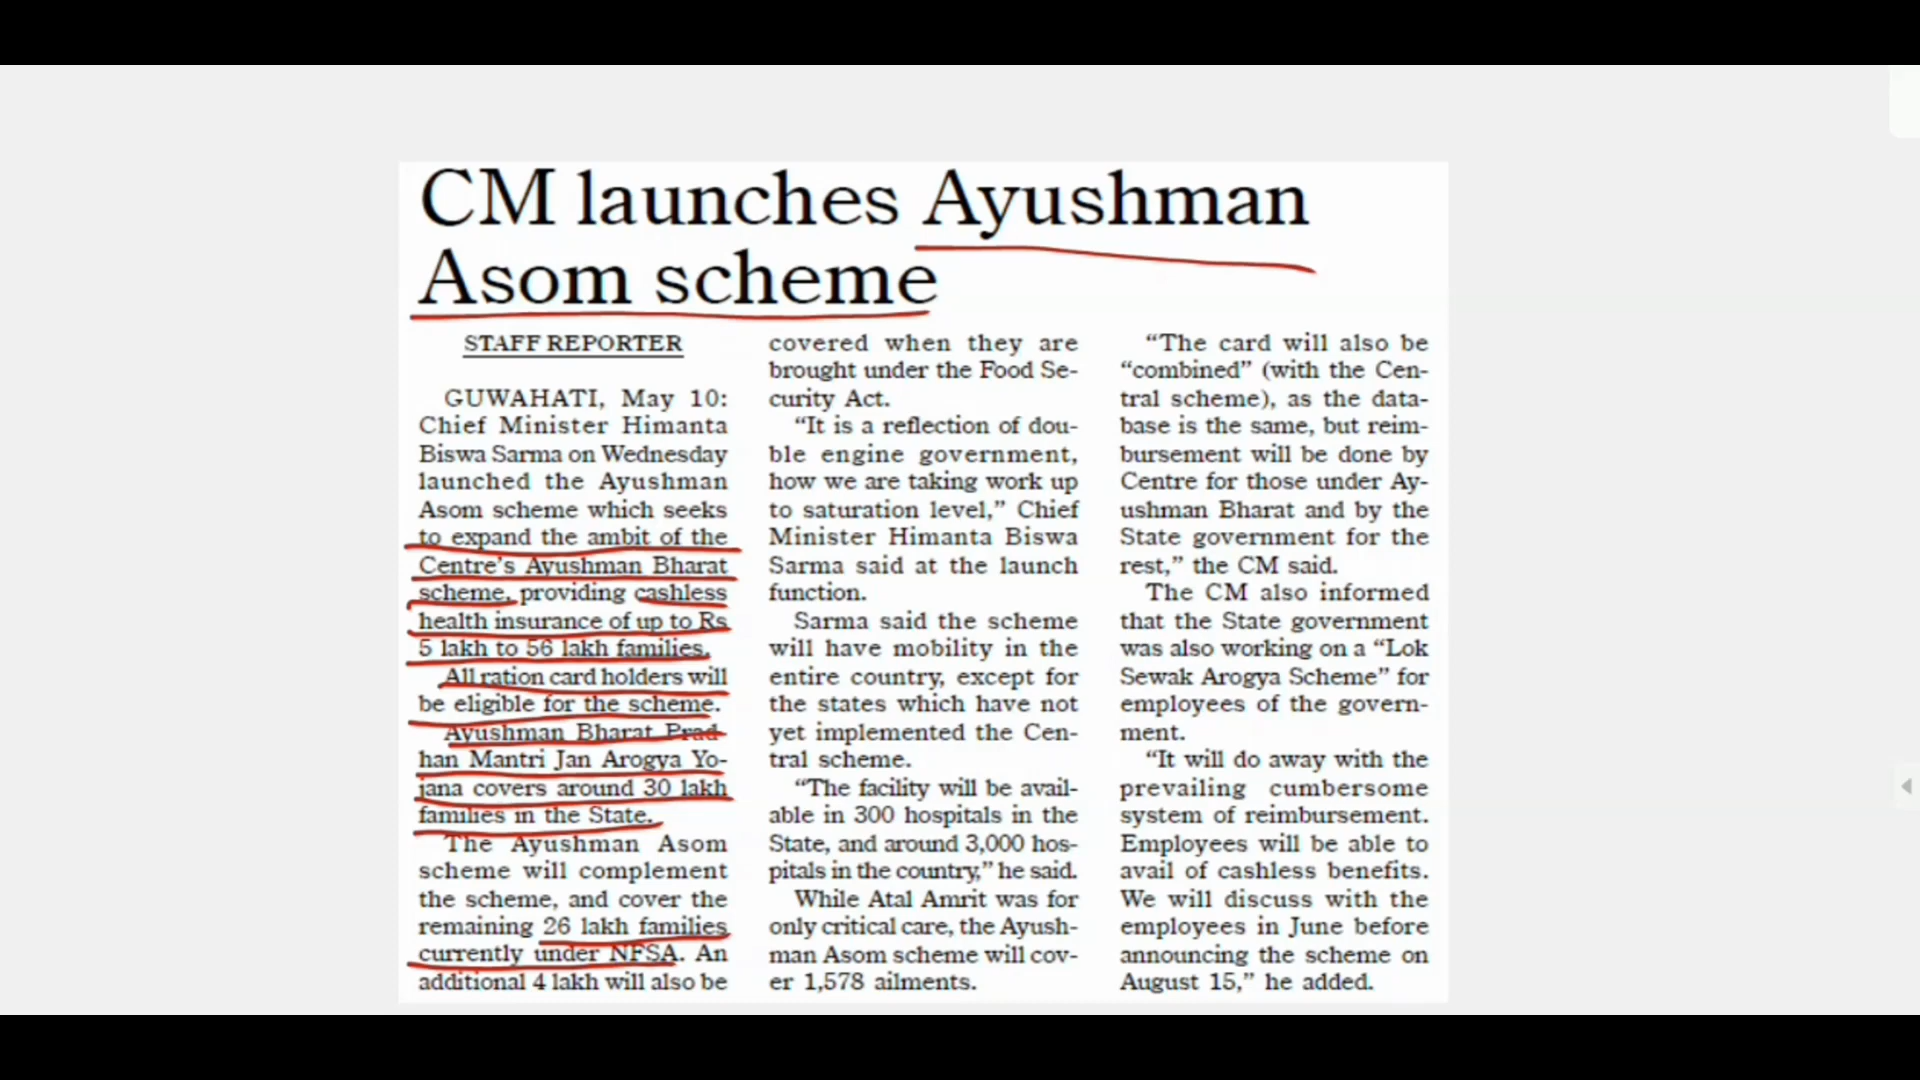 CM launches Ayushman
Asom scheme
STAFF REPORTER
GUWAHATI, May 10:
Chief Minister Himanta
Biswa Sarma on Wednesday
launched the Ayushman
Asom scheme which seeks
to expand the ambit of the
Centre's Ayushman Bharat
scheme, providing cashless
health insurance of up to Rs
5 lakh to 56 lakh families.
All ration card holders will
be eligible for the scheme.
Ayushman Bharat Prad-
han Mantri Jan Arogya Yo-
jana covers around 30 lakh
families in the State.
The Ayushman Asom
scheme will complement
the scheme, and cover the
remaining 26 lakh families
currently under NFSA. An
additional 4 lakh will also be
covered when they are
brought under the Food Se-
curity Act.
“It is a reflection of dou-
ble engine government,
how we are taking work up
to saturation level,” Chief
Minister Himanta Biswa
Sarma said at the launch
function.
Sarma said the scheme
will have mobility in the
entire country, except for
the states which have not
yet implemented the Cen-
tral scheme.
“The facility will be avail-
able in 300 hospitals in the
State, and around 3,000 hos-
pitals in the country,” he said.
While Atal Amrit was for
only critical care, the Ayush-
man Asom scheme will cov-
er 1,578 ailments.
“The card will also be
“combined” (with the Cen-
tral scheme), as the data-
base is the same, but reim-
bursement will be done by
Centre for those under Ay-
ushman Bharat and by the
State government for the
rest,” the CM said.
The CM also informed
that the State government
was also working on a “Lok
Sewak Arogya Scheme” for
employees of the govern-
ment.
“It will do away with the
prevailing cumbersome
system of reimbursement.
Employees will be able to
avail of cashless benefits.
We will discuss with the
employees in June before
announcing the scheme on
August 15,” he added.